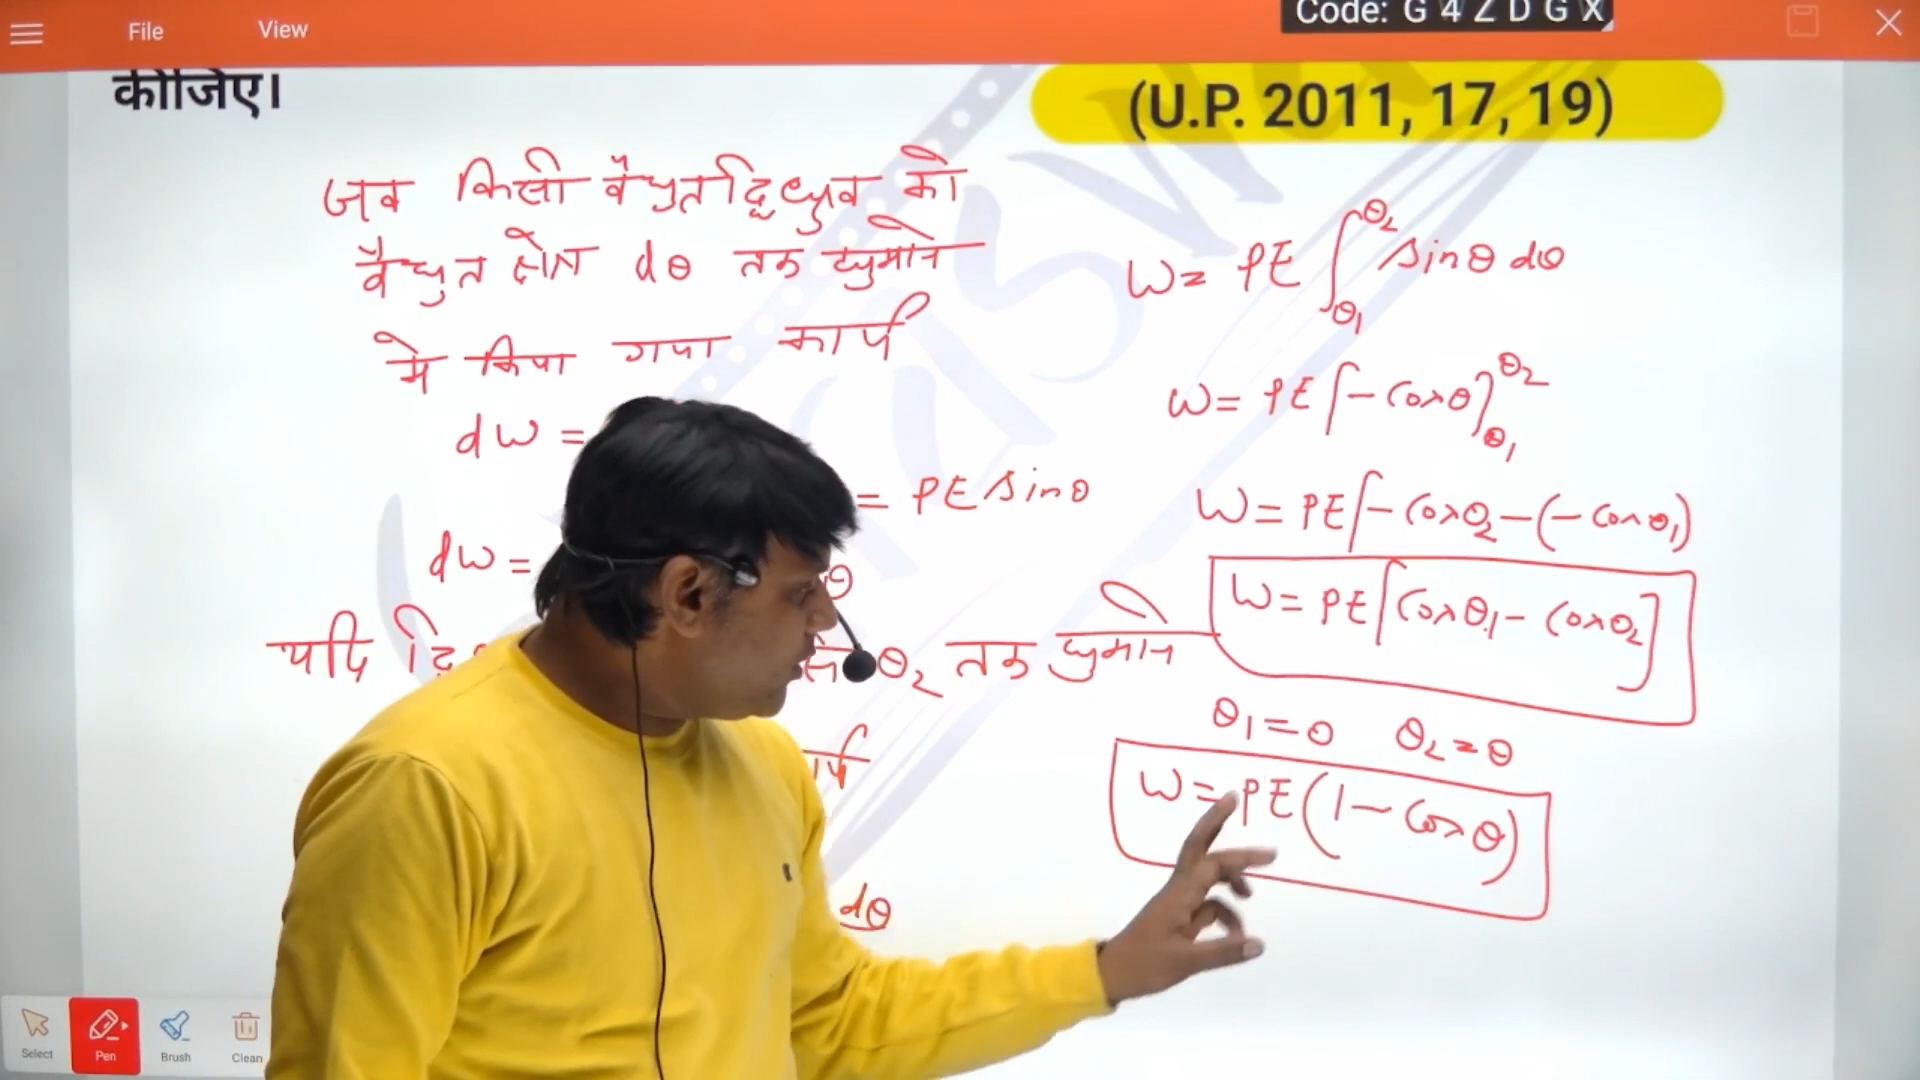 File View
Code: G 4 Z D G X
कीजिए।
(U.P. 2011, 17, 19)
जब किसी वैधुतद्विध्रुव को
वैधुत क्षेत्र dθ तक घुमाने
मे किया गया कार्य
dW =
= PE sinθ
dW = θ
यदि द्वि से θ2 तक घुमाने
र्य
dθ
W = PE ∫θ1θ2 sinθ dθ
W = PE [-cosθ]θ1θ2
W = PE [-cosθ2-(-cosθ1)
W = PE [cosθ1 - cosθ2]
θ1 = 0 θ2 = θ
W = PE (1 - cosθ)
Select Pen Brush Clean